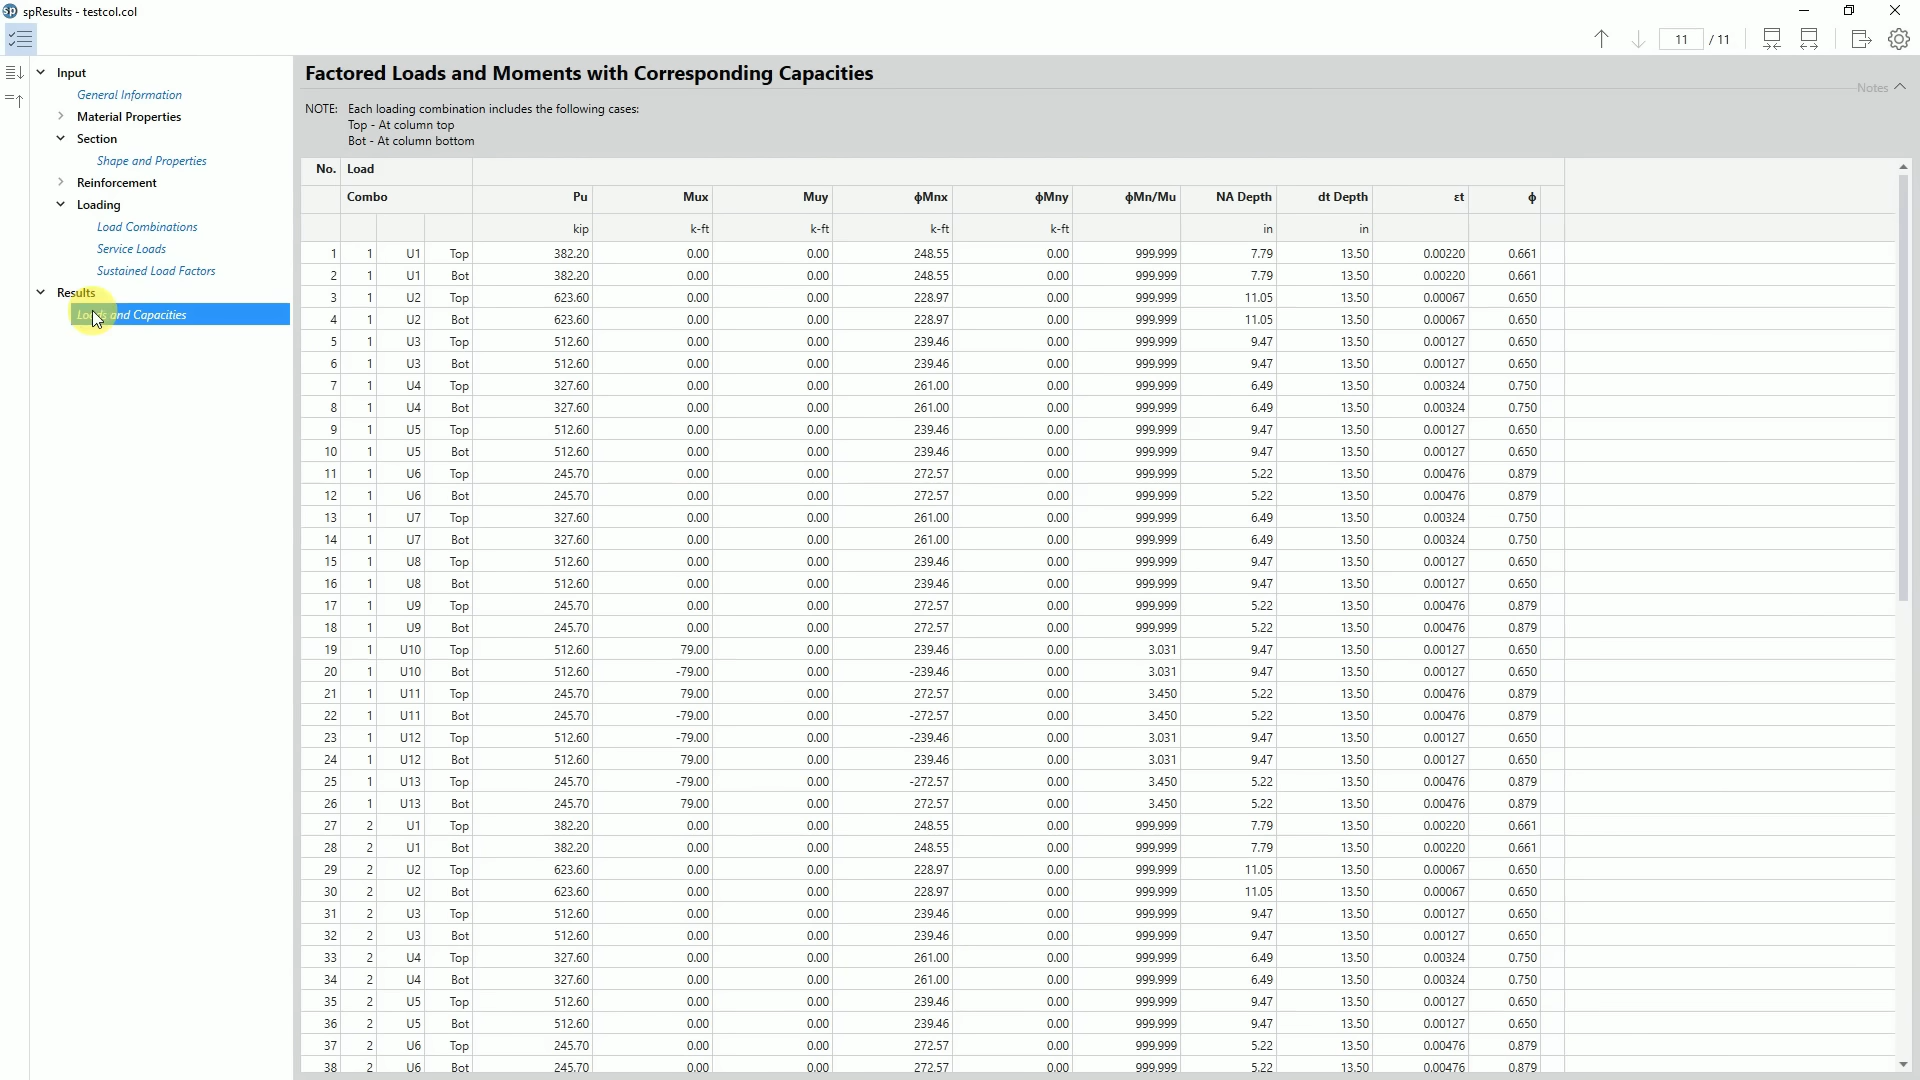 spResults - testcol.col
11 / 11
Input
General Information
Material Properties
Section
Shape and Properties
Reinforcement
Loading
Load Combinations
Service Loads
Sustained Load Factors
Results
Loads and Capacities
Factored Loads and Moments with Corresponding Capacities
Notes
NOTE: Each loading combination includes the following cases:
Top - At column top
Bot - At column bottom
No. Load
Combo Pu Mux Muy ϕMnx ϕMny ϕMn/Mu NA Depth dt Depth εt ϕ
kip k-ft k-ft k-ft k-ft in in
1 1 U1 Top 382.20 0.00 0.00 248.55 0.00 999.999 7.79 13.50 0.00220 0.661
2 1 U1 Bot 382.20 0.00 0.00 248.55 0.00 999.999 7.79 13.50 0.00220 0.661
3 1 U2 Top 623.60 0.00 0.00 228.97 0.00 999.999 11.05 13.50 0.00067 0.650
4 1 U2 Bot 623.60 0.00 0.00 228.97 0.00 999.999 11.05 13.50 0.00067 0.650
5 1 U3 Top 512.60 0.00 0.00 239.46 0.00 999.999 9.47 13.50 0.00127 0.650
6 1 U3 Bot 512.60 0.00 0.00 239.46 0.00 999.999 9.47 13.50 0.00127 0.650
7 1 U4 Top 327.60 0.00 0.00 261.00 0.00 999.999 6.49 13.50 0.00324 0.750
8 1 U4 Bot 327.60 0.00 0.00 261.00 0.00 999.999 6.49 13.50 0.00324 0.750
9 1 U5 Top 512.60 0.00 0.00 239.46 0.00 999.999 9.47 13.50 0.00127 0.650
10 1 U5 Bot 512.60 0.00 0.00 239.46 0.00 999.999 9.47 13.50 0.00127 0.650
11 1 U6 Top 245.70 0.00 0.00 272.57 0.00 999.999 5.22 13.50 0.00476 0.879
12 1 U6 Bot 245.70 0.00 0.00 272.57 0.00 999.999 5.22 13.50 0.00476 0.879
13 1 U7 Top 327.60 0.00 0.00 261.00 0.00 999.999 6.49 13.50 0.00324 0.750
14 1 U7 Bot 327.60 0.00 0.00 261.00 0.00 999.999 6.49 13.50 0.00324 0.750
15 1 U8 Top 512.60 0.00 0.00 239.46 0.00 999.999 9.47 13.50 0.00127 0.650
16 1 U8 Bot 512.60 0.00 0.00 239.46 0.00 999.999 9.47 13.50 0.00127 0.650
17 1 U9 Top 245.70 0.00 0.00 272.57 0.00 999.999 5.22 13.50 0.00476 0.879
18 1 U9 Bot 245.70 0.00 0.00 272.57 0.00 999.999 5.22 13.50 0.00476 0.879
19 1 U10 Top 512.60 79.00 0.00 239.46 0.00 3.031 9.47 13.50 0.00127 0.650
20 1 U10 Bot 512.60 -79.00 0.00 -239.46 0.00 3.031 9.47 13.50 0.00127 0.650
21 1 U11 Top 245.70 79.00 0.00 272.57 0.00 3.450 5.22 13.50 0.00476 0.879
22 1 U11 Bot 245.70 -79.00 0.00 -272.57 0.00 3.450 5.22 13.50 0.00476 0.879
23 1 U12 Top 512.60 -79.00 0.00 -239.46 0.00 3.031 9.47 13.50 0.00127 0.650
24 1 U12 Bot 512.60 79.00 0.00 239.46 0.00 3.031 9.47 13.50 0.00127 0.650
25 1 U13 Top 245.70 -79.00 0.00 -272.57 0.00 3.450 5.22 13.50 0.00476 0.879
26 1 U13 Bot 245.70 79.00 0.00 272.57 0.00 3.450 5.22 13.50 0.00476 0.879
27 2 U1 Top 382.20 0.00 0.00 248.55 0.00 999.999 7.79 13.50 0.00220 0.661
28 2 U1 Bot 382.20 0.00 0.00 248.55 0.00 999.999 7.79 13.50 0.00220 0.661
29 2 U2 Top 623.60 0.00 0.00 228.97 0.00 999.999 11.05 13.50 0.00067 0.650
30 2 U2 Bot 623.60 0.00 0.00 228.97 0.00 999.999 11.05 13.50 0.00067 0.650
31 2 U3 Top 512.60 0.00 0.00 239.46 0.00 999.999 9.47 13.50 0.00127 0.650
32 2 U3 Bot 512.60 0.00 0.00 239.46 0.00 999.999 9.47 13.50 0.00127 0.650
33 2 U4 Top 327.60 0.00 0.00 261.00 0.00 999.999 6.49 13.50 0.00324 0.750
34 2 U4 Bot 327.60 0.00 0.00 261.00 0.00 999.999 6.49 13.50 0.00324 0.750
35 2 U5 Top 512.60 0.00 0.00 239.46 0.00 999.999 9.47 13.50 0.00127 0.650
36 2 U5 Bot 512.60 0.00 0.00 239.46 0.00 999.999 9.47 13.50 0.00127 0.650
37 2 U6 Top 245.70 0.00 0.00 272.57 0.00 999.999 5.22 13.50 0.00476 0.879
38 2 U6 Bot 245.70 0.00 0.00 272.57 0.00 999.999 5.22 13.50 0.00476 0.879